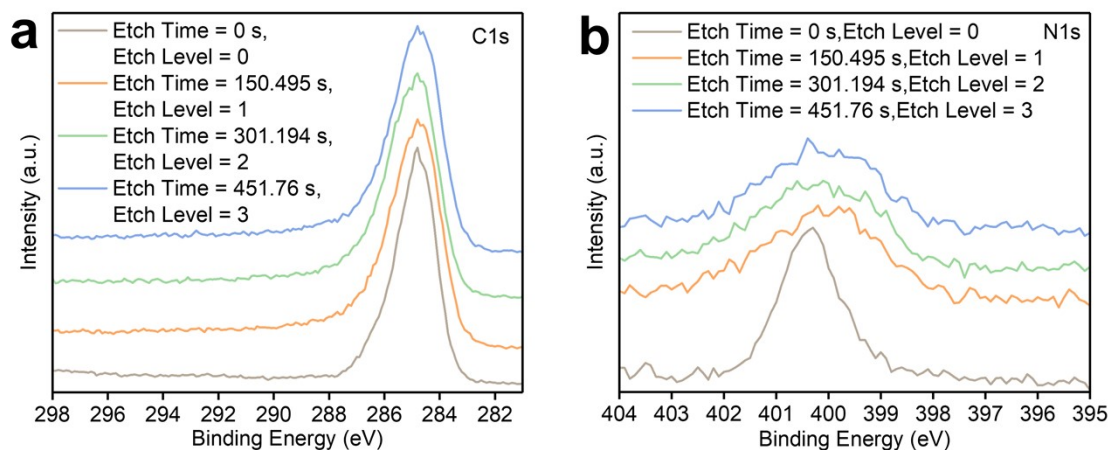 a
C1s
Etch Time = 0 s,
Etch Level = 0
Etch Time = 150.495 s,
Etch Level = 1
Etch Time = 301.194 s,
Etch Level = 2
Etch Time = 451.76 s,
Etch Level = 3
Intensity (a.u.)
298 296 294 292 290 288 286 284 282
Binding Energy (eV)
b
N1s
Etch Time = 0 s,Etch Level = 0
Etch Time = 150.495 s,Etch Level = 1
Etch Time = 301.194 s,Etch Level = 2
Etch Time = 451.76 s,Etch Level = 3
Intensity (a.u.)
404 403 402 401 400 399 398 397 396 395
Binding Energy (eV)